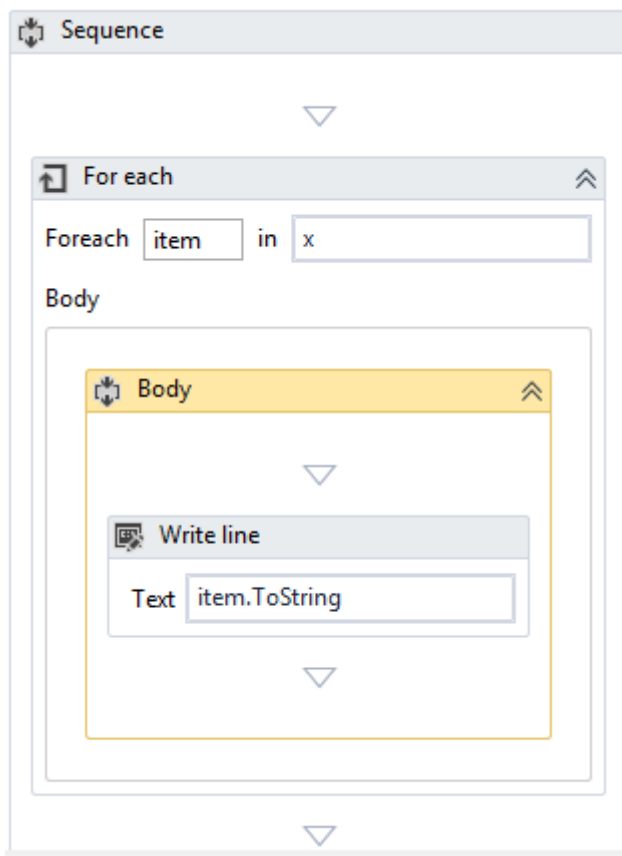 Sequence
For each
Foreach item in x
Body
Body
Write line
Text item.ToString